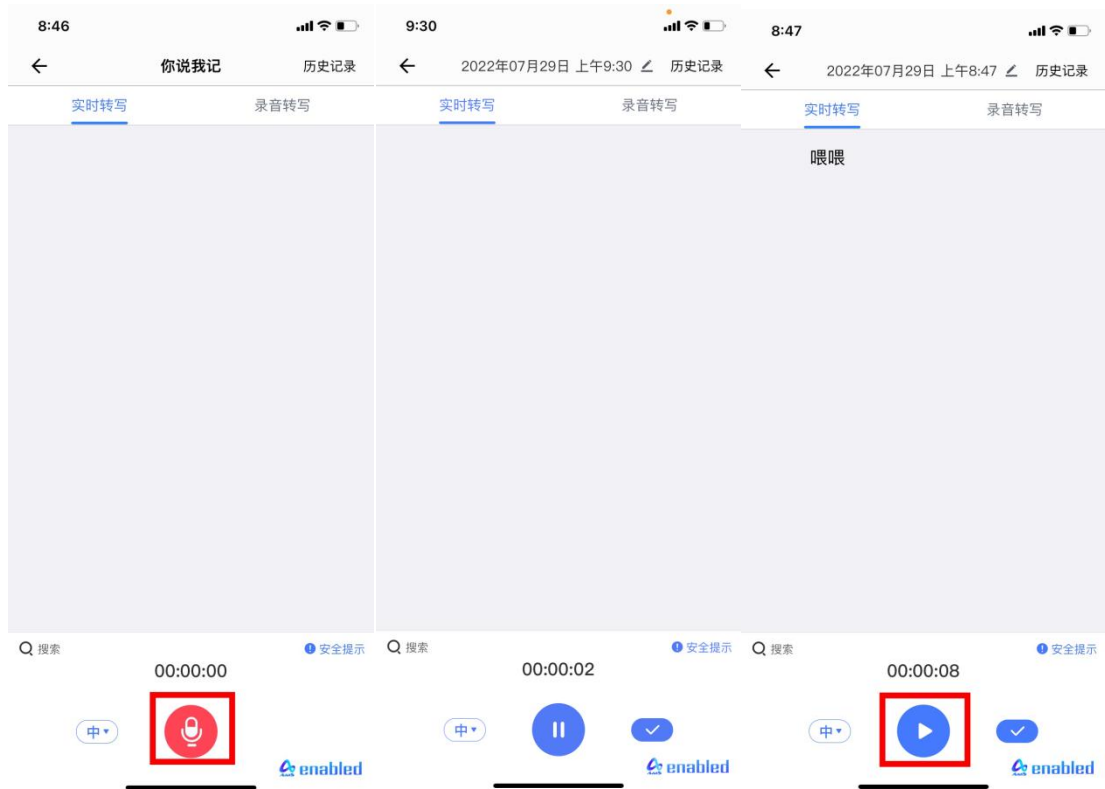 8:46
你说我记 历史记录
实时转写 录音转写
搜索 安全提示
00:00:00
中
enabled
9:30
2022年07月29日 上午9:30 历史记录
实时转写 录音转写
搜索 安全提示
00:00:02
中
enabled
8:47
2022年07月29日 上午8:47 历史记录
实时转写 录音转写
喂喂
搜索 安全提示
00:00:08
中
enabled